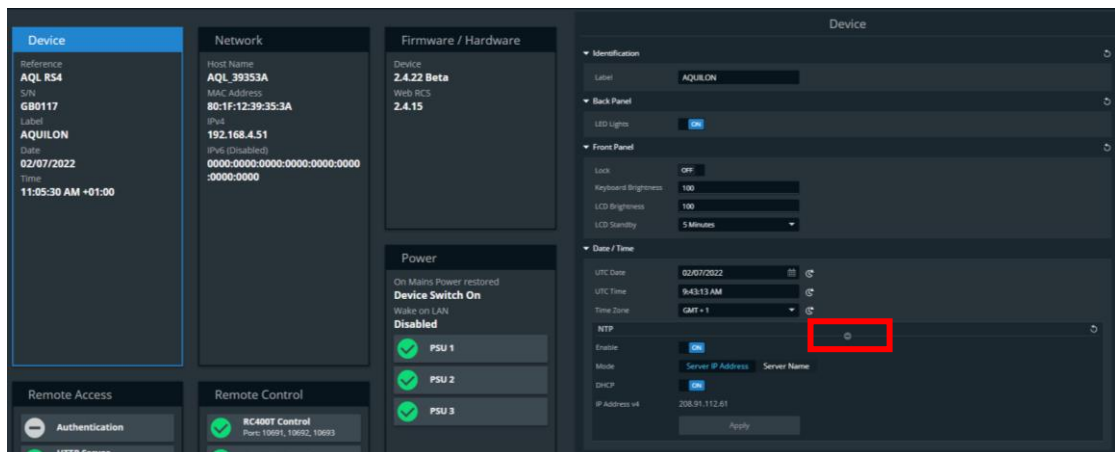 Device
Reference
AQL RS4
S/N
GB0117
Label
AQUILON
Date
02/07/2022
Time
11:05:30 AM +01:00
Network
Host Name
AQL_39353A
MAC Address
80:1F:12:39:35:3A
IPv4
192.168.4.51
IPv6 (Disabled)
0000:0000:0000:0000:0000:0000
:0000:0000
Firmware / Hardware
Device
2.4.22 Beta
Web RCS
2.4.15
Power
On Mains Power restored
Device Switch On
Wake on LAN
Disabled
PSU 1
PSU 2
PSU 3
Remote Access
Authentication
HTTP Server
Remote Control
RC400T Control
Port: 10691, 10692, 10693
Device
Identification
Label AQUILON
Back Panel
LED Lights ON
Front Panel
Lock OFF
Keyboard Brightness 100
LCD Brightness 100
LCD Standby 5 Minutes
Date / Time
UTC Date 02/07/2022
UTC Time 9:43:13 AM
Time Zone GMT + 1
NTP
Enable ON
Mode Server IP Address Server Name
DHCP ON
IP Address v4 208.91.112.61
Apply